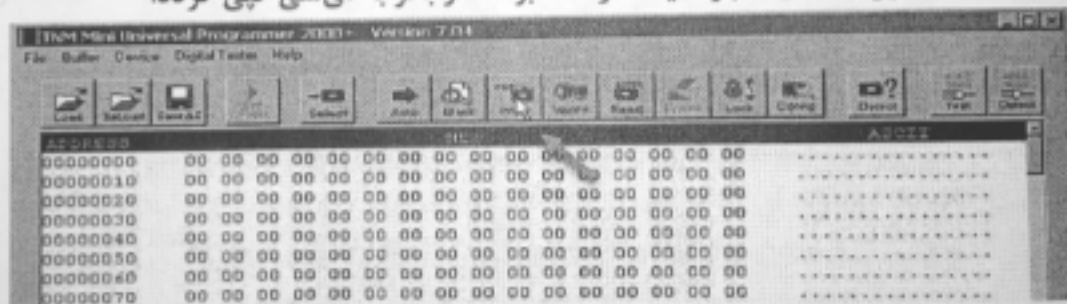 TNM Mini Universal Programmer 2000+ Version 7.04
File Buffer Device Digital Tester Help
Load Select Auto Blank Read Lock Config Detect Test
ADDRESS HEX ASCII
00000000 00 00 00 00 00 00 00 00 00 00 00 00 00 00 00 00 ................
00000010 00 00 00 00 00 00 00 00 00 00 00 00 00 00 00 00 ................
00000020 00 00 00 00 00 00 00 00 00 00 00 00 00 00 00 00 ................
00000030 00 00 00 00 00 00 00 00 00 00 00 00 00 00 00 00 ................
00000040 00 00 00 00 00 00 00 00 00 00 00 00 00 00 00 00 ................
00000050 00 00 00 00 00 00 00 00 00 00 00 00 00 00 00 00 ................
00000060 00 00 00 00 00 00 00 00 00 00 00 00 00 00 00 00 ................
00000070 00 00 00 00 00 00 00 00 00 00 00 00 00 00 00 00 ................